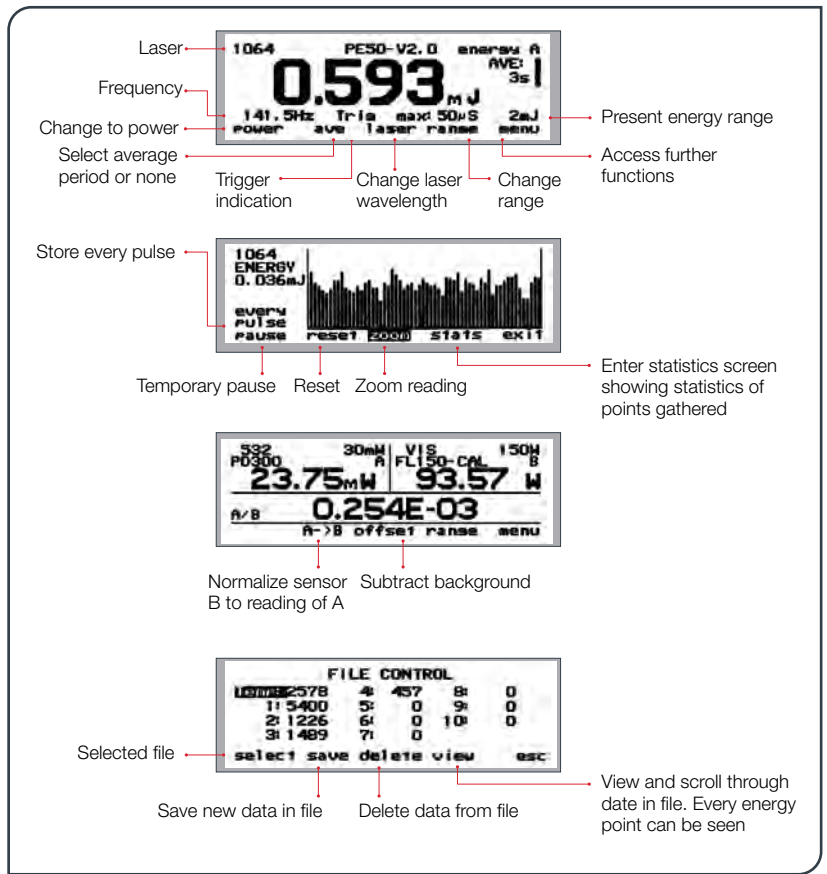 Laser
1064 PE50-V2.0 energy A
AVE:
3s
0.593 mJ
Frequency
141.5Hz Trig max: 50µS 2mJ
Present energy range
Change to power
power ave laser range menu
Select average
period or none
Trigger
indication
Change laser
wavelength
Change
range
Access further
functions
Store every pulse
1064
ENERGY
0.036mJ
every
pulse
pause reset zoom stats exit
Temporary pause Reset Zoom reading
Enter statistics screen
showing statistics of
points gathered
532 30mW VIS 150W
PD300 A FL150-CAL B
23.75mW 93.57 W
A/B 0.254E-03
A->B offset range menu
Normalize sensor
B to reading of A
Subtract background
FILE CONTROL
2578 4: 457 8: 0
1: 5400 5: 0 9: 0
2: 1226 6: 0 10: 0
3: 1489 7: 0
Selected file
select save delete view esc
Save new data in file Delete data from file
View and scroll through
date in file. Every energy
point can be seen